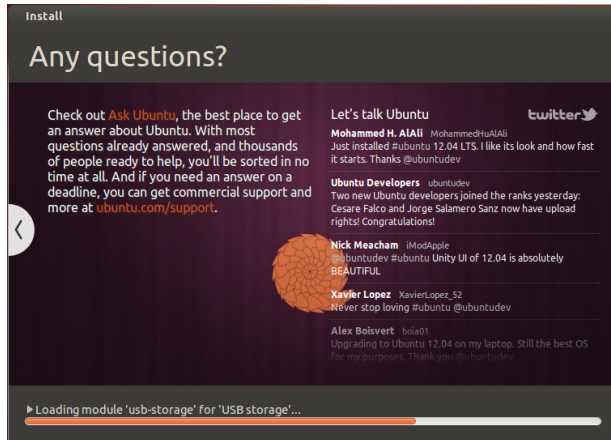 Install
Any questions?
Check out Ask Ubuntu, the best place to get
an answer about Ubuntu. With most
questions already answered, and thousands
of people ready to help, you'll be sorted in no
time at all. And if you need an answer on a
deadline, you can get commercial support and
more at ubuntu.com/support.
Let's talk Ubuntu
twitter
Mohammed H. AlAli MohammedHuAlAli
Just installed #ubuntu 12.04 LTS. I like its look and how fast
it starts. Thanks @ubuntudev
Ubuntu Developers ubuntudev
Two new Ubuntu developers joined the ranks yesterday:
Cesare Falco and Jorge Salamero Sanz now have upload
rights! Congratulations!
Nick Meacham iModApple
@ubuntudev #ubuntu Unity UI of 12.04 is absolutely
BEAUTIFUL
Xavier Lopez XavierLopez_52
Never stop loving #ubuntu @ubuntudev
Alex Boisvert boia01
Upgrading to Ubuntu 12.04 on my laptop. Still the best OS
for my purposes. Thank you @ubuntudev
Loading module 'usb-storage' for 'USB storage'...